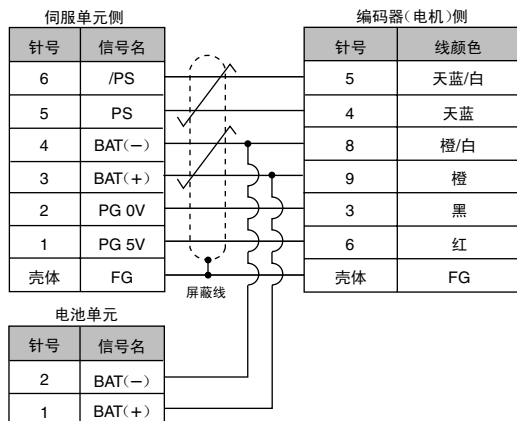 伺服单元侧
编码器(电机)侧
针号 信号名
针号 线颜色
6 /PS
5 天蓝/白
5 PS
4 天蓝
4 BAT(−)
8 橙/白
3 BAT(+)
9 橙
2 PG 0V
3 黑
1 PG 5V
6 红
壳体 FG
壳体 FG
屏蔽线
电池单元
针号 信号名
2 BAT(−)
1 BAT(+)